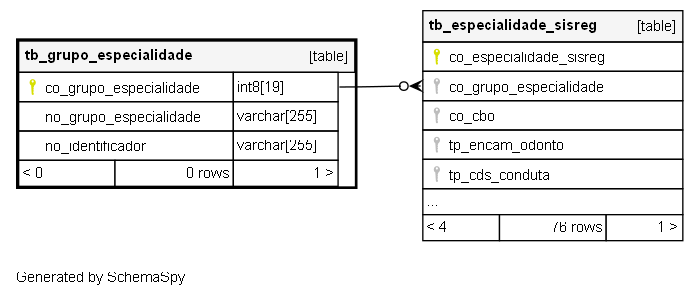 tb_grupo_especialidade [table]
co_grupo_especialidade int8[19]
no_grupo_especialidade varchar[255]
no_identificador varchar[255]
< 0 0 rows 1 >
tb_especialidade_sisreg [table]
co_especialidade_sisreg
co_grupo_especialidade
co_cbo
tp_encam_odonto
tp_cds_conduta
...
< 4 76 rows 1 >
Generated by SchemaSpy